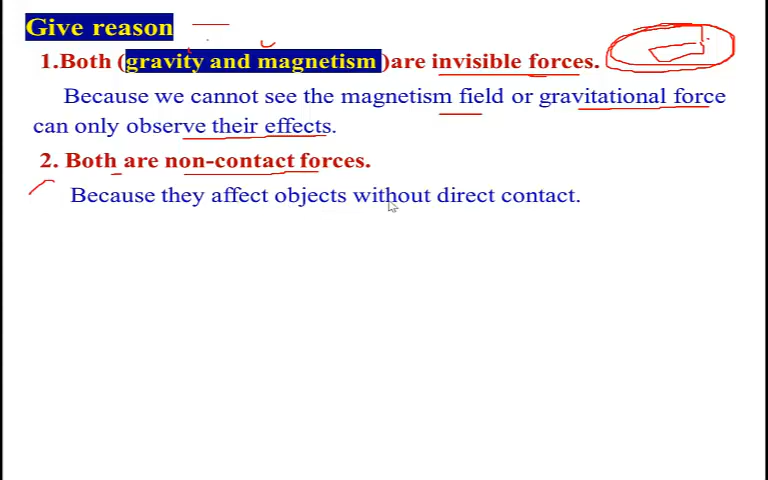 Give reason
1.Both (gravity and magnetism )are invisible forces.
Because we cannot see the magnetism field or gravitational force
can only observe their effects.
2. Both are non-contact forces.
Because they affect objects without direct contact.